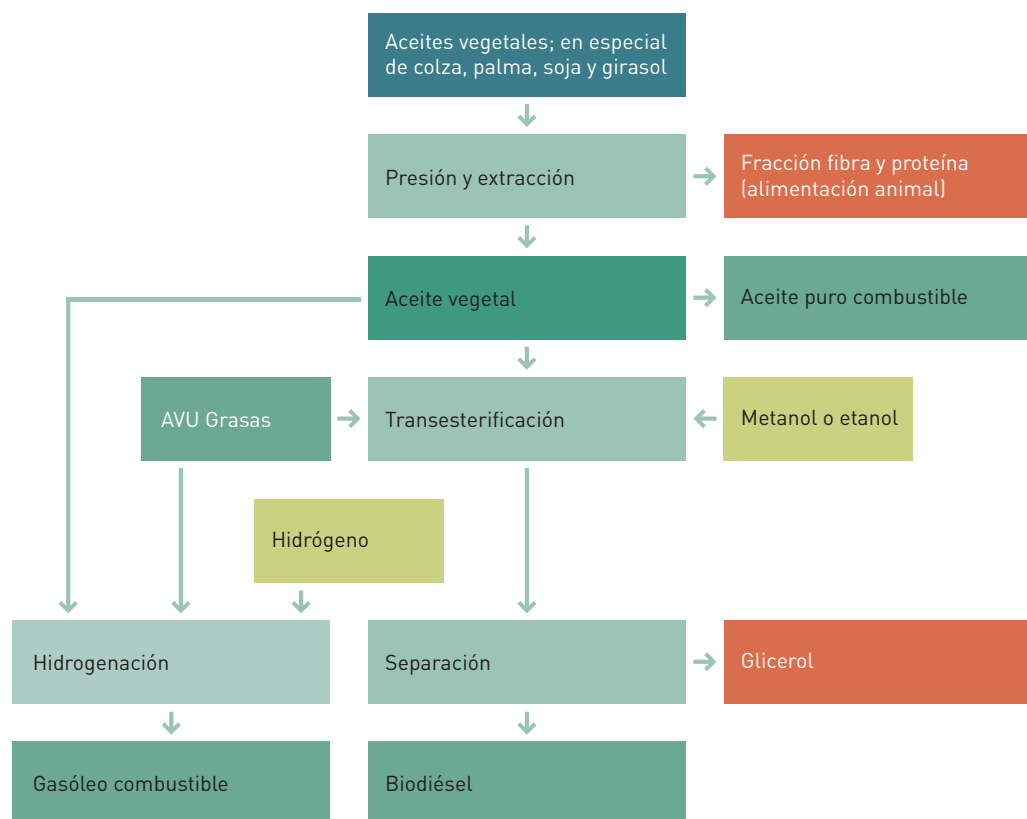 Aceites vegetales; en especial
de colza, palma, soja y girasol
Presión y extracción
Fracción fibra y proteína
(alimentación animal)
Aceite vegetal
Aceite puro combustible
AVU Grasas
Transesterificación
Metanol o etanol
Hidrógeno
Hidrogenación
Separación
Glicerol
Gasóleo combustible
Biodiésel